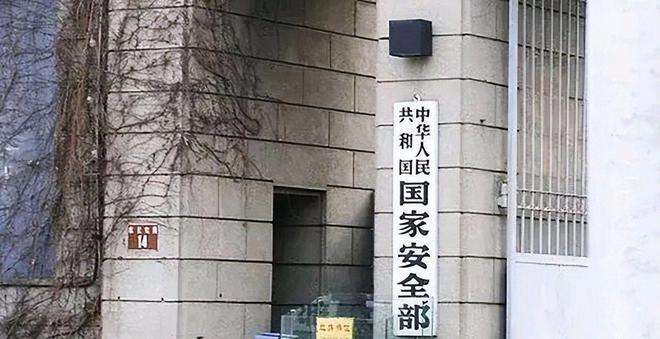 中华人民
共和国
国家安全部
14